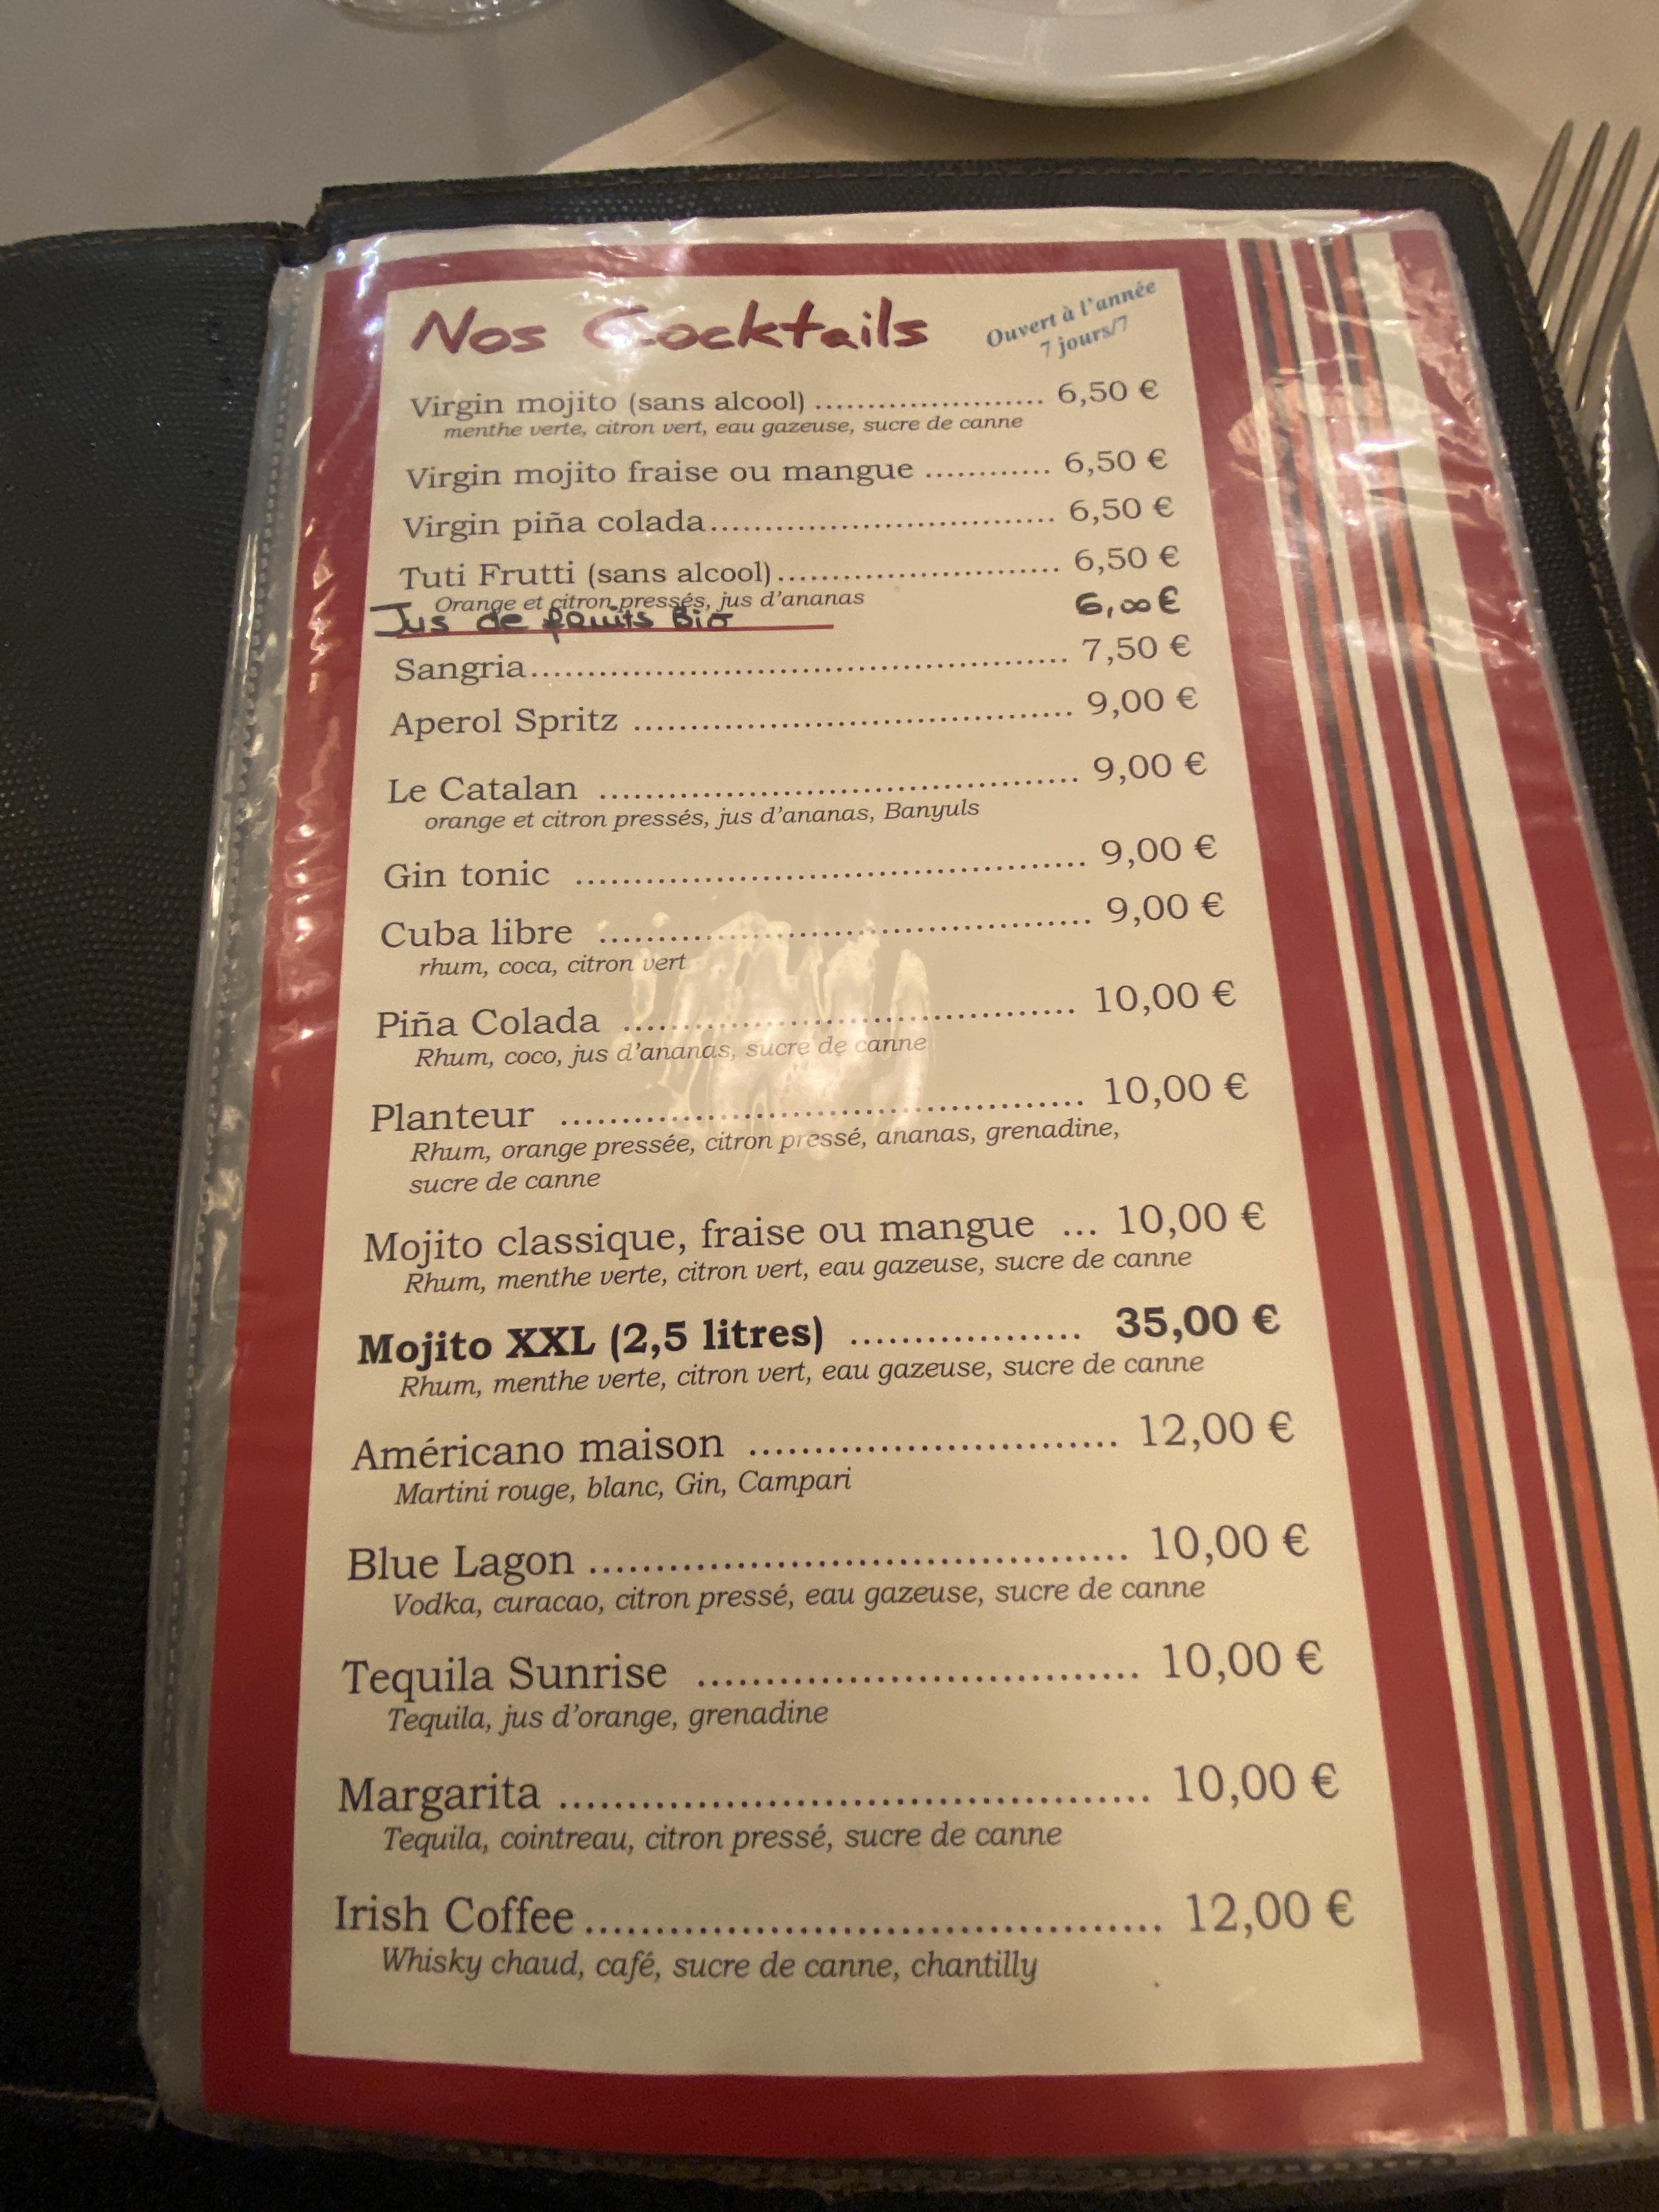 Nos Cocktails
Ouvert à l'année
7 jours/7
Virgin mojito (sans alcool) ...................... 6,50 €
menthe verte, citron vert, eau gazeuse, sucre de canne
Virgin mojito fraise ou mangue ............ 6,50 €
Virgin piña colada.................................. 6,50 €
Tuti Frutti (sans alcool)............................ 6,50 €
Orange et citron pressés, jus d'ananas
Jus de fruits Bio 6,00€
Sangria...................................................... 7,50 €
Aperol Spritz ........................................... 9,00 €
Le Catalan .............................................. 9,00 €
orange et citron pressés, jus d'ananas, Banyuls
Gin tonic ................................................. 9,00 €
Cuba libre ............................................... 9,00 €
rhum, coca, citron vert
Piña Colada ........................................... 10,00 €
Rhum, coco, jus d'ananas, sucre de canne
Planteur ................................................ 10,00 €
Rhum, orange pressée, citron pressé, ananas, grenadine,
sucre de canne
Mojito classique, fraise ou mangue ... 10,00 €
Rhum, menthe verte, citron vert, eau gazeuse, sucre de canne
Mojito XXL (2,5 litres) .................. 35,00 €
Rhum, menthe verte, citron vert, eau gazeuse, sucre de canne
Américano maison ........................... 12,00 €
Martini rouge, blanc, Gin, Campari
Blue Lagon ....................................... 10,00 €
Vodka, curacao, citron pressé, eau gazeuse, sucre de canne
Tequila Sunrise ................................ 10,00 €
Tequila, jus d'orange, grenadine
Margarita ........................................... 10,00 €
Tequila, cointreau, citron pressé, sucre de canne
Irish Coffee......................................... 12,00 €
Whisky chaud, café, sucre de canne, chantilly